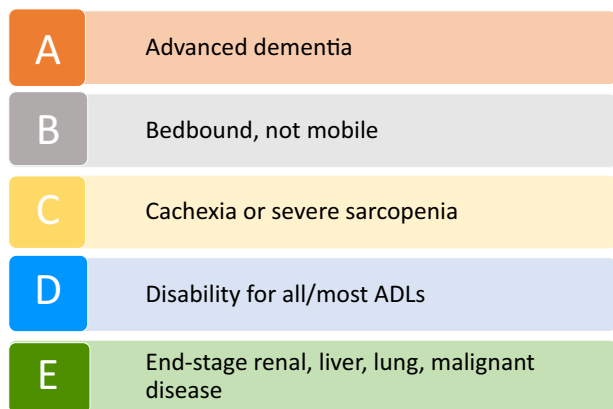 A Advanced dementia
B Bedbound, not mobile
C Cachexia or severe sarcopenia
D Disability for all/most ADLs
E End-stage renal, liver, lung, malignant
disease